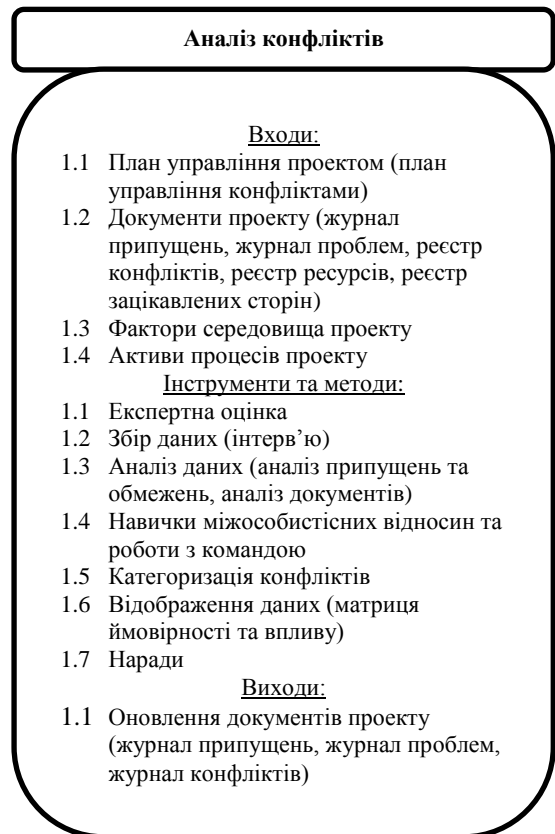 Аналіз конфліктів
Входи:
1.1 План управління проектом (план
управління конфліктами)
1.2 Документи проекту (журнал
припущень, журнал проблем, реєстр
конфліктів, реєстр ресурсів, реєстр
зацікавлених сторін)
1.3 Фактори середовища проекту
1.4 Активи процесів проекту
Інструменти та методи:
1.1 Експертна оцінка
1.2 Збір даних (інтерв’ю)
1.3 Аналіз даних (аналіз припущень та
обмежень, аналіз документів)
1.4 Навички міжособистісних відносин та
роботи з командою
1.5 Категоризація конфліктів
1.6 Відображення даних (матриця
ймовірності та впливу)
1.7 Наради
Виходи:
1.1 Оновлення документів проекту
(журнал припущень, журнал проблем,
журнал конфліктів)